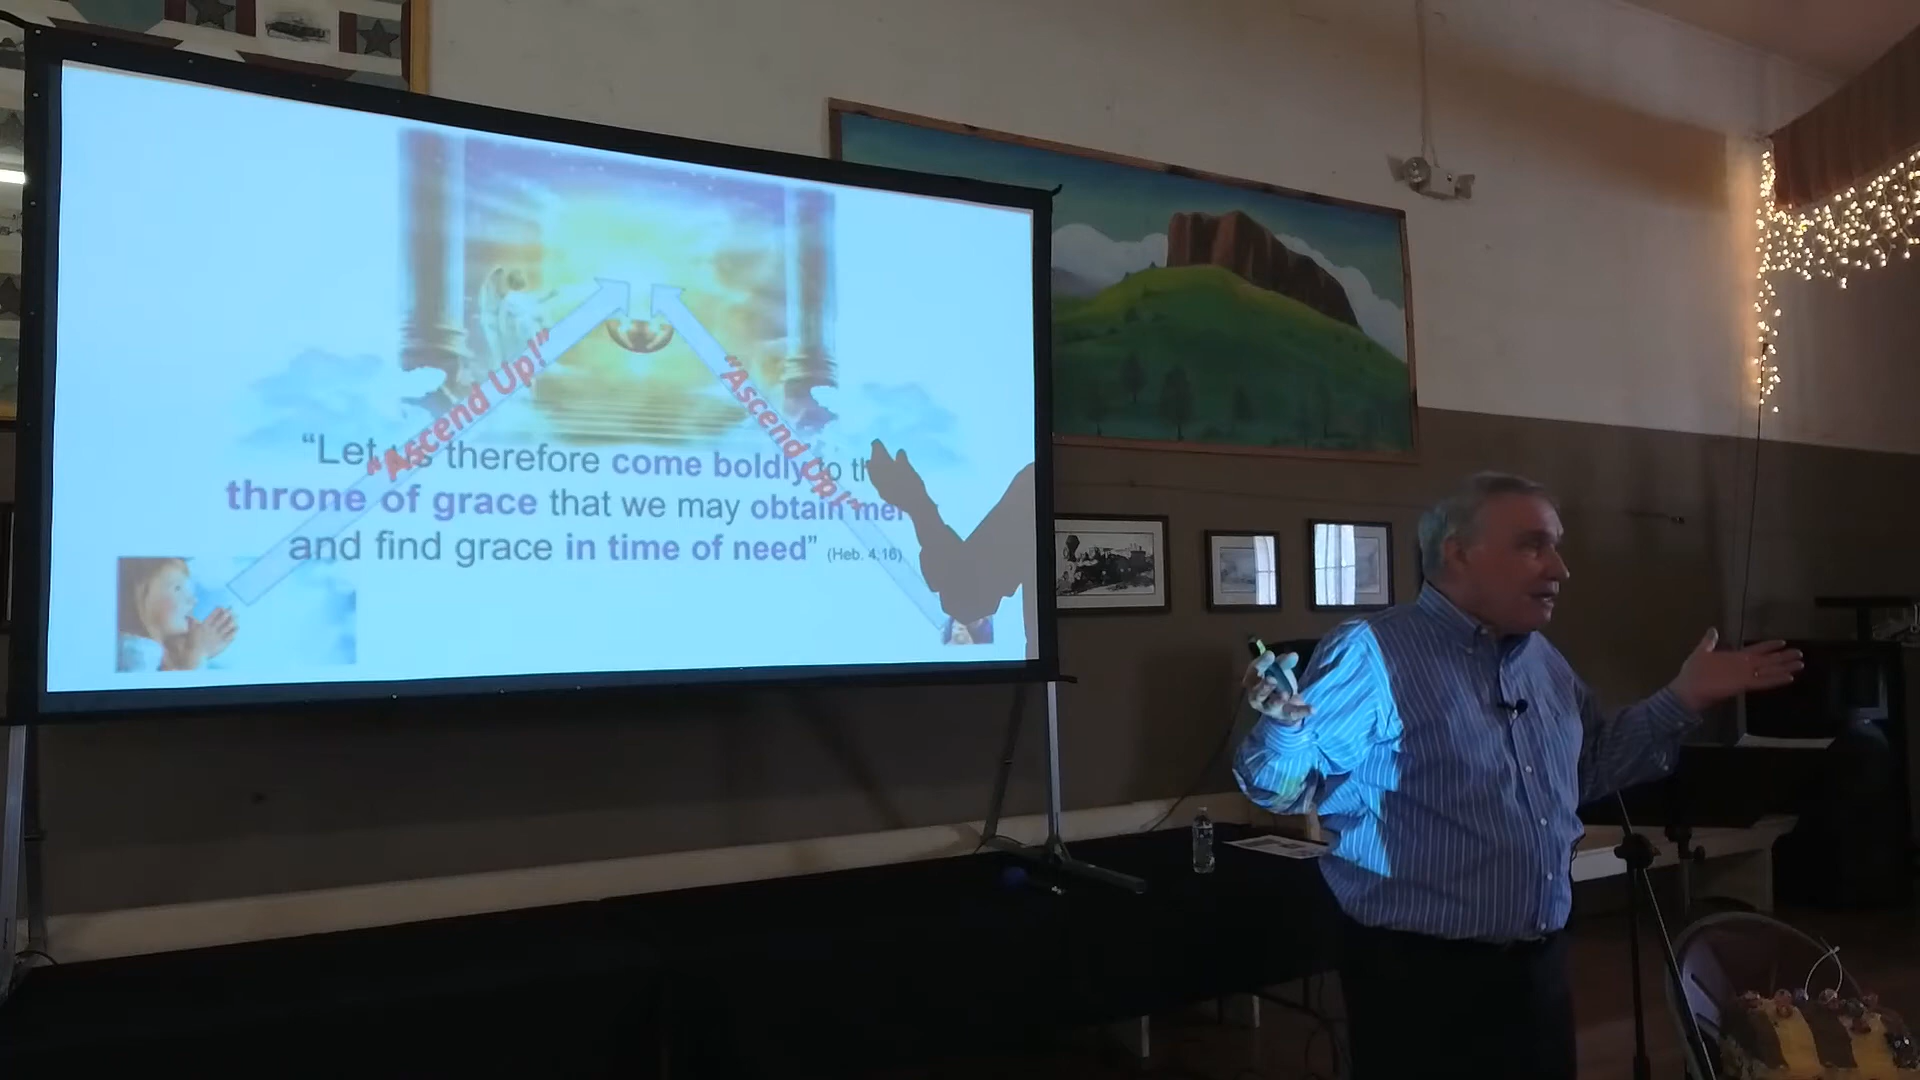 "Ascend Up!"
"Ascend Up!"
"Let us therefore come boldly to
throne of grace that we may obtain
and find grace in time of need" (Heb. 4:16)